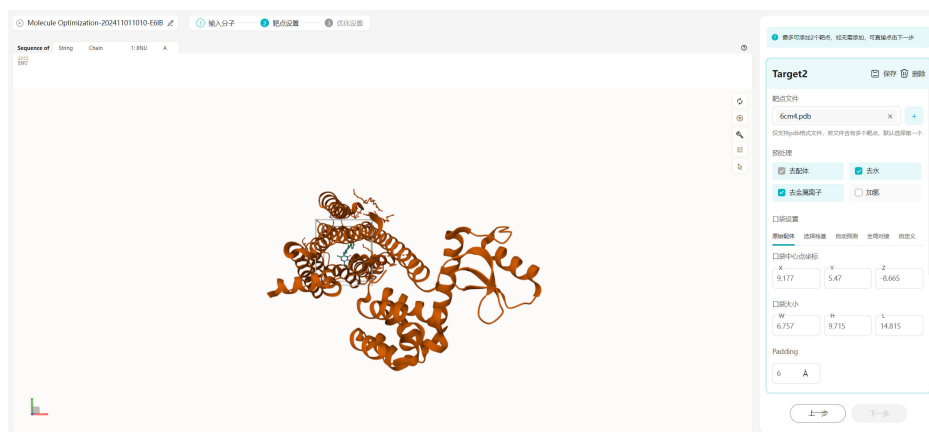 Molecule Optimization-202411011010-E6IB
1 输入分子 2 靶点设置 3 优化设置
Sequence of String Chain 1: 8NU A
2001
8NU
最多可添加2个靶点，如无需添加，可直接点击下一步
Target2 保存 删除
靶点文件
6cm4.pdb × +
仅支持pdb格式文件，若文件含有多个靶点，默认选择第一个
预处理
去配体 去水
去金属离子 加氢
口袋设置
原始配体 选择残基 自动预测 全局对接 自定义
口袋中心点坐标
X Y Z
9.177 5.47 -8.665
口袋大小
W H L
6.757 9.715 14.815
Padding
6 Å
上一步 下一步